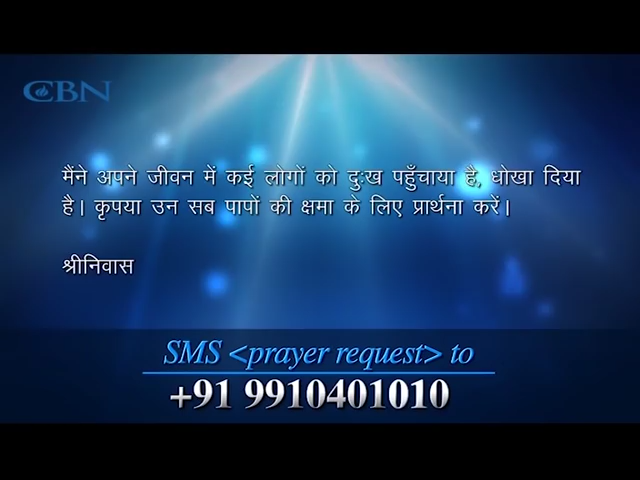 CBN
मैंने अपने जीवन में कई लोगों को दुःख पहुँचाया है, धोखा दिया
है। कृपया उन सब पापों की क्षमा के लिए प्रार्थना करें।
श्रीनिवास
SMS <prayer request> to
+91 9910401010